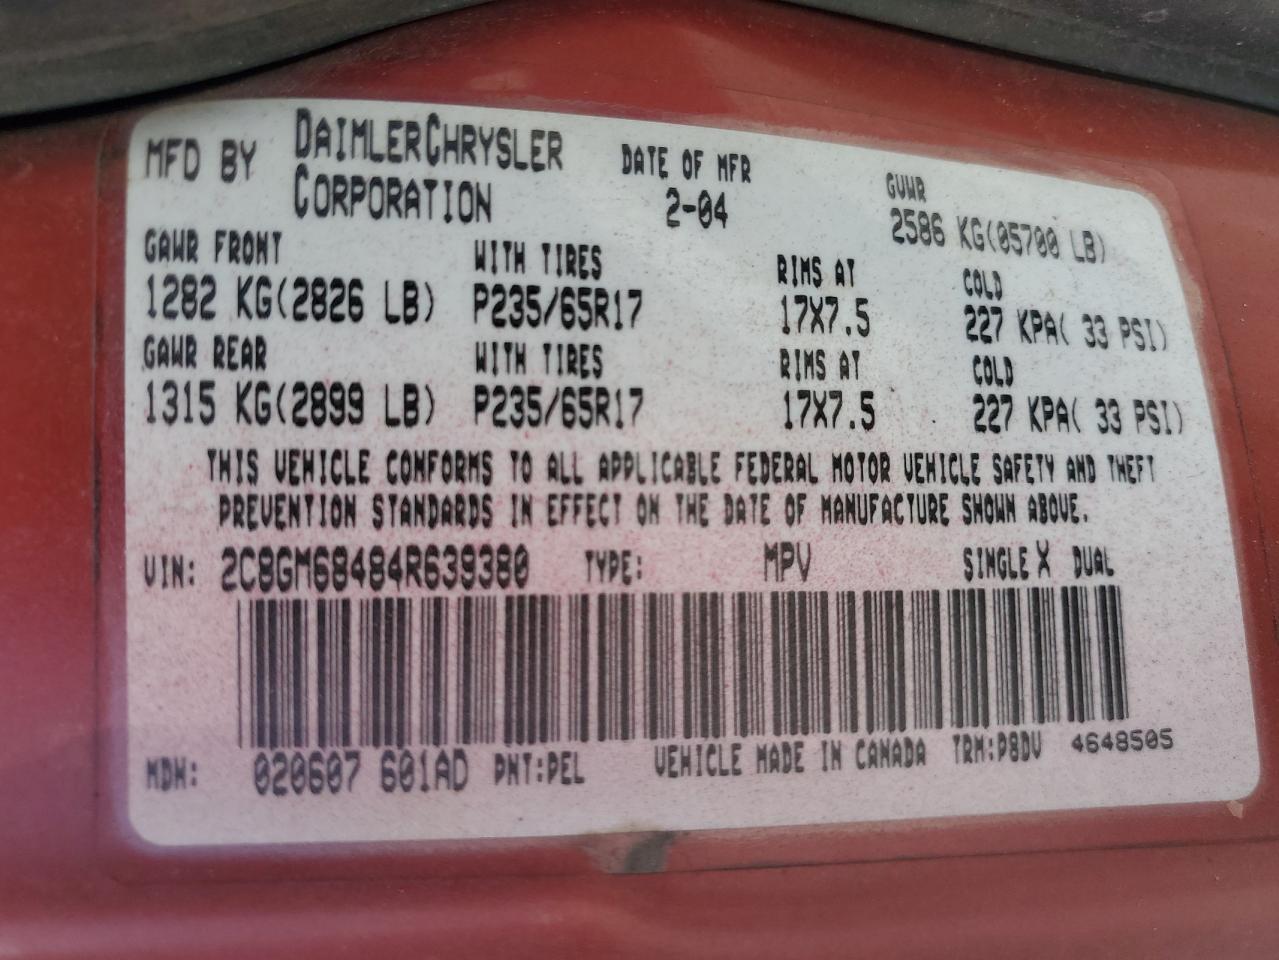 MFD BY DAIMLERCHRYSLER CORPORATION
DATE OF MFR
2-04
GVWR
2586 KG(05700 LB)
GAWR FRONT WITH TIRES RIMS AT COLD
1282 KG(2826 LB) P235/65R17 17X7.5 227 KPA( 33 PSI)
GAWR REAR WITH TIRES RIMS AT COLD
1315 KG(2899 LB) P235/65R17 17X7.5 227 KPA( 33 PSI)
THIS VEHICLE CONFORMS TO ALL APPLICABLE FEDERAL MOTOR VEHICLE SAFETY AND THEFT
PREVENTION STANDARDS IN EFFECT ON THE DATE OF MANUFACTURE SHOWN ABOVE.
VIN: 2C8GM68484R639380 TYPE: MPV SINGLE X DUAL
MDH: 020607 601AD PNT:PEL VEHICLE MADE IN CANADA TRM:P8DV 4648505